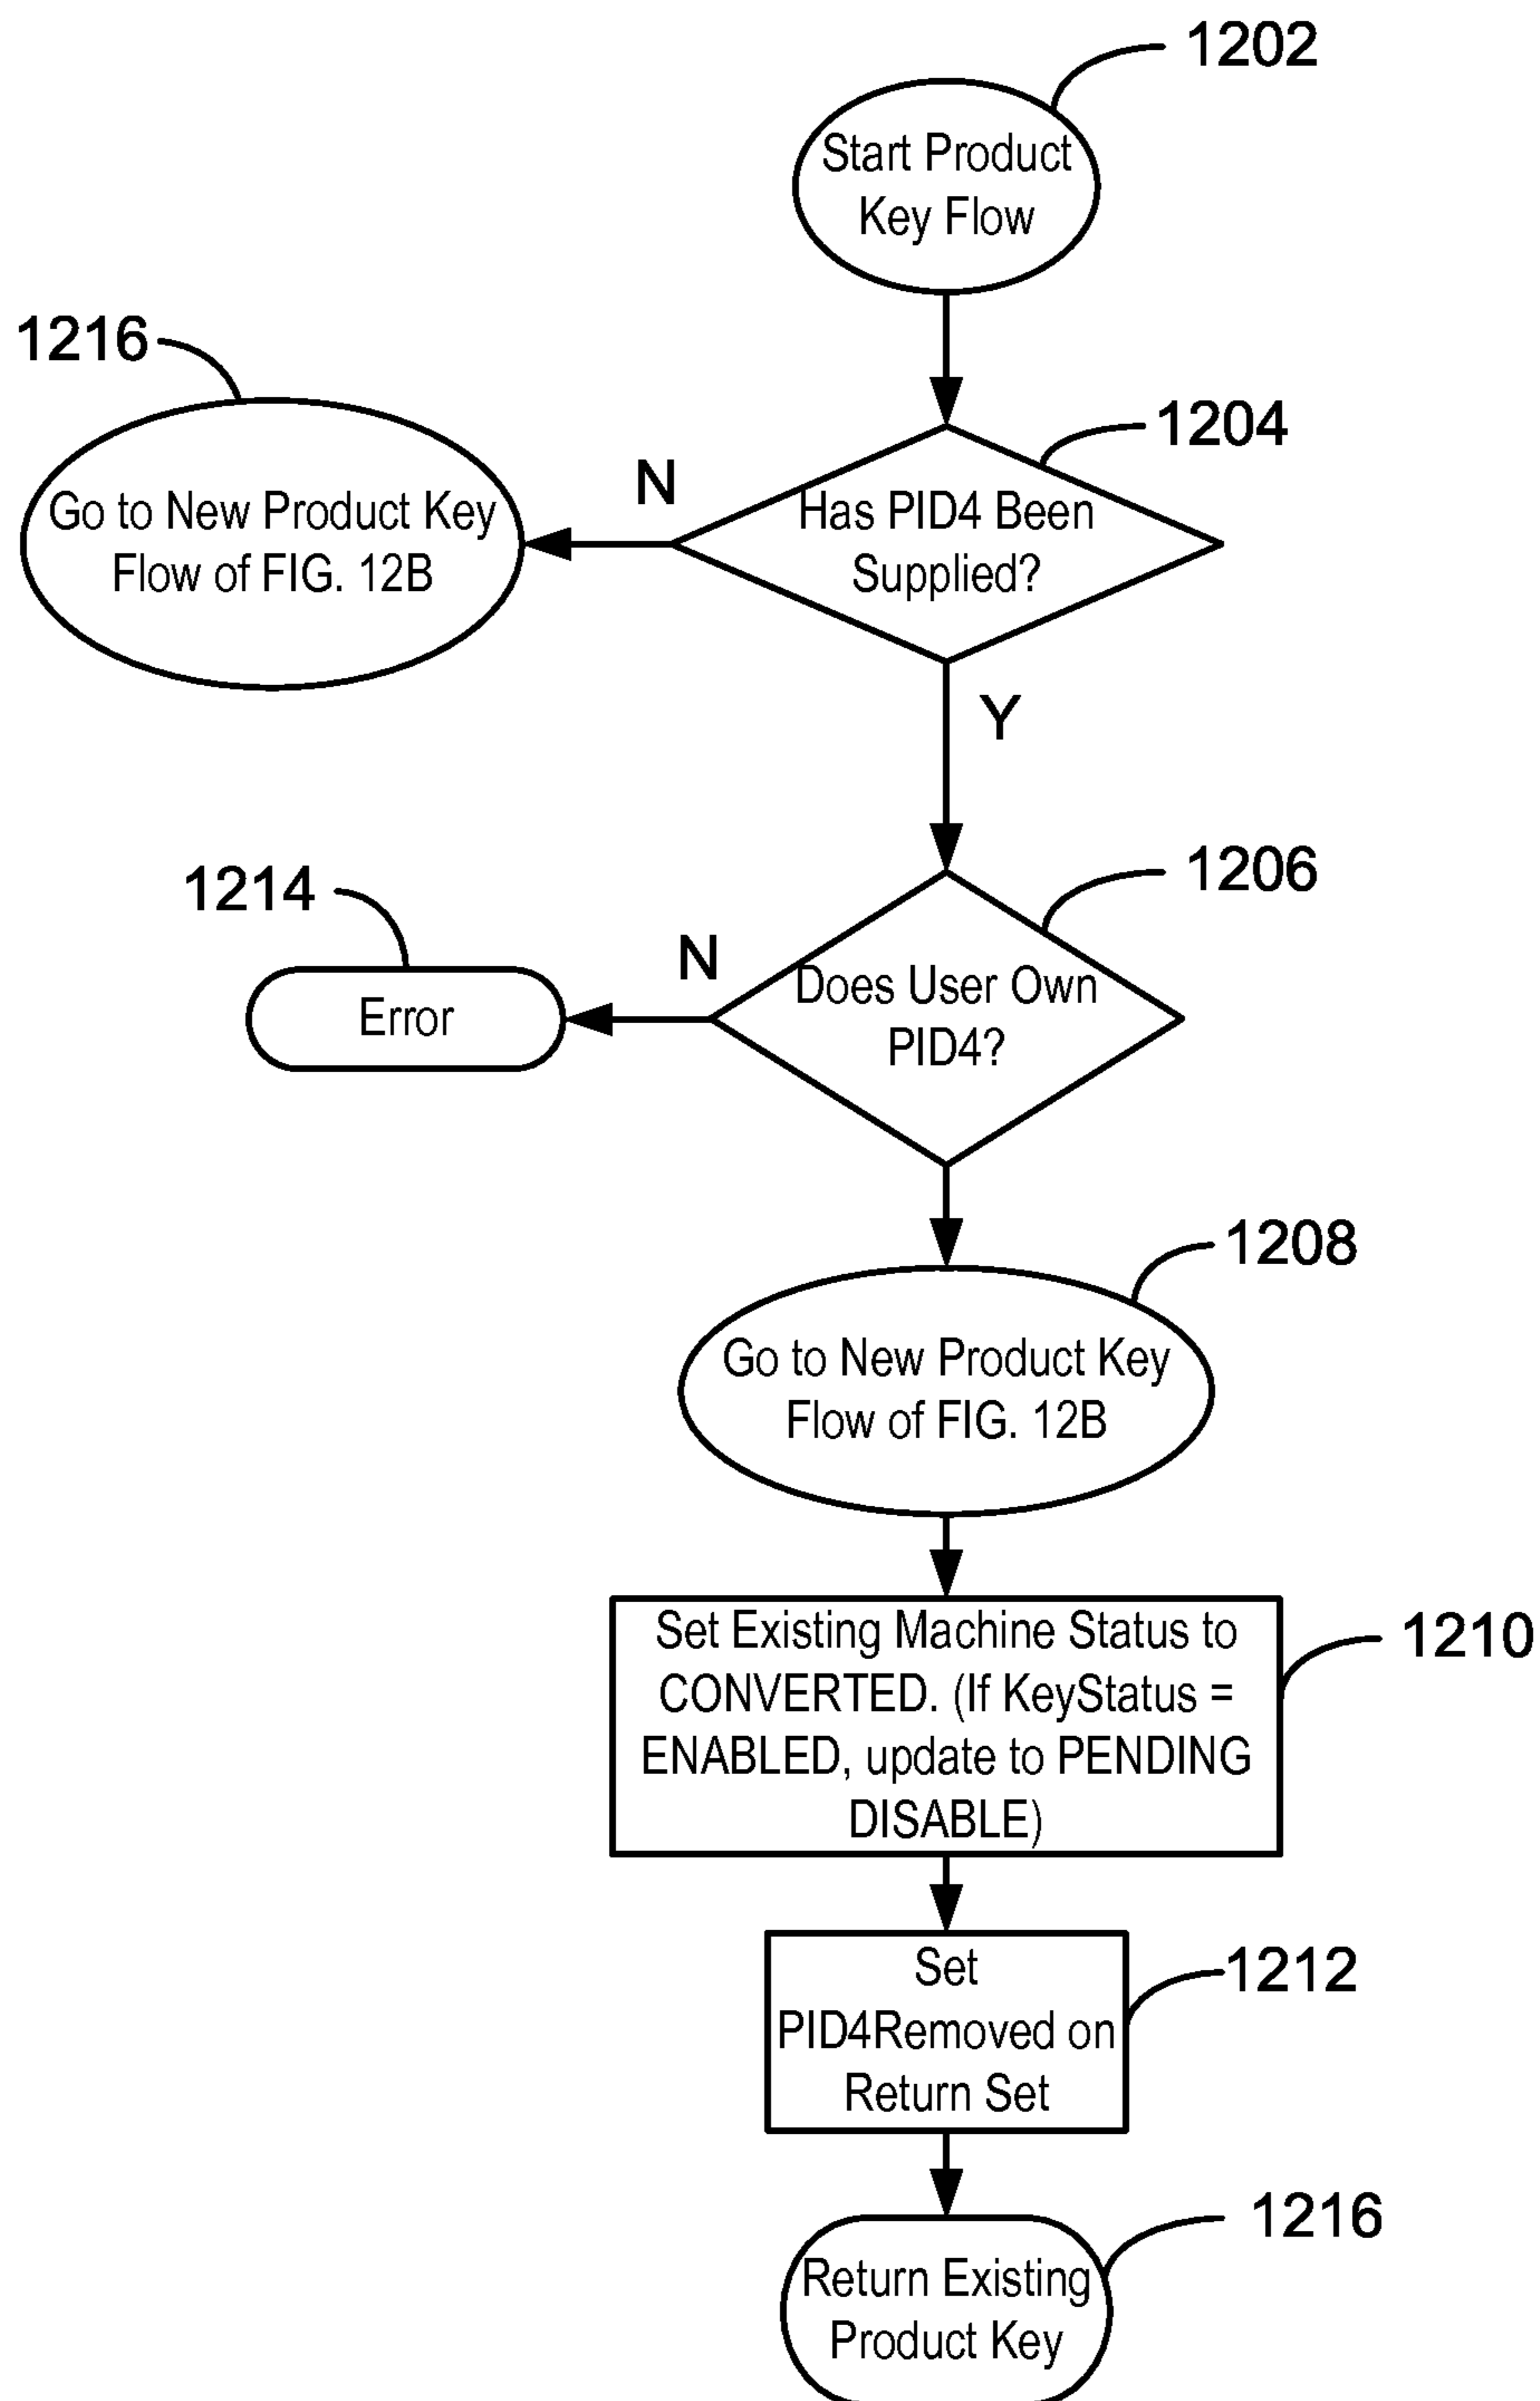 1202
Start Product
Key Flow
1216
1204
N
Go to New Product Key
Flow of FIG. 12B
Has PID4 Been
Supplied?
Y
1206
1214
N
Error
Does User Own
PID4?
1208
Go to New Product Key
Flow of FIG. 12B
Set Existing Machine Status to
CONVERTED. (If KeyStatus =
ENABLED, update to PENDING
DISABLE)
1210
Set
PID4Removed on
Return Set
1212
1216
Return Existing
Product Key